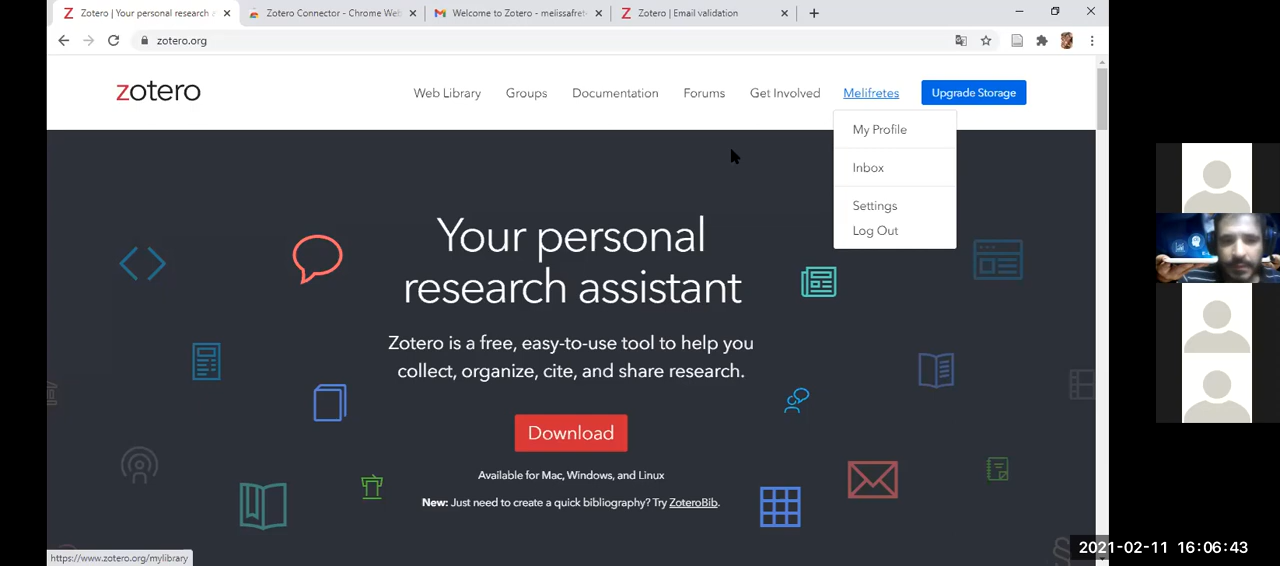 Zotero | Your personal research a
Zotero Connector - Chrome Web
Welcome to Zotero - melissafret
Zotero | Email validation
zotero.org
zotero
Web Library
Groups
Documentation
Forums
Get Involved
Melifretes
Upgrade Storage
My Profile
Inbox
Settings
Log Out
Your personal
research assistant
Zotero is a free, easy-to-use tool to help you
collect, organize, cite, and share research.
Download
Available for Mac, Windows, and Linux
New: Just need to create a quick bibliography? Try ZoteroBib.
https://www.zotero.org/mylibrary
2021-02-11 16:06:43